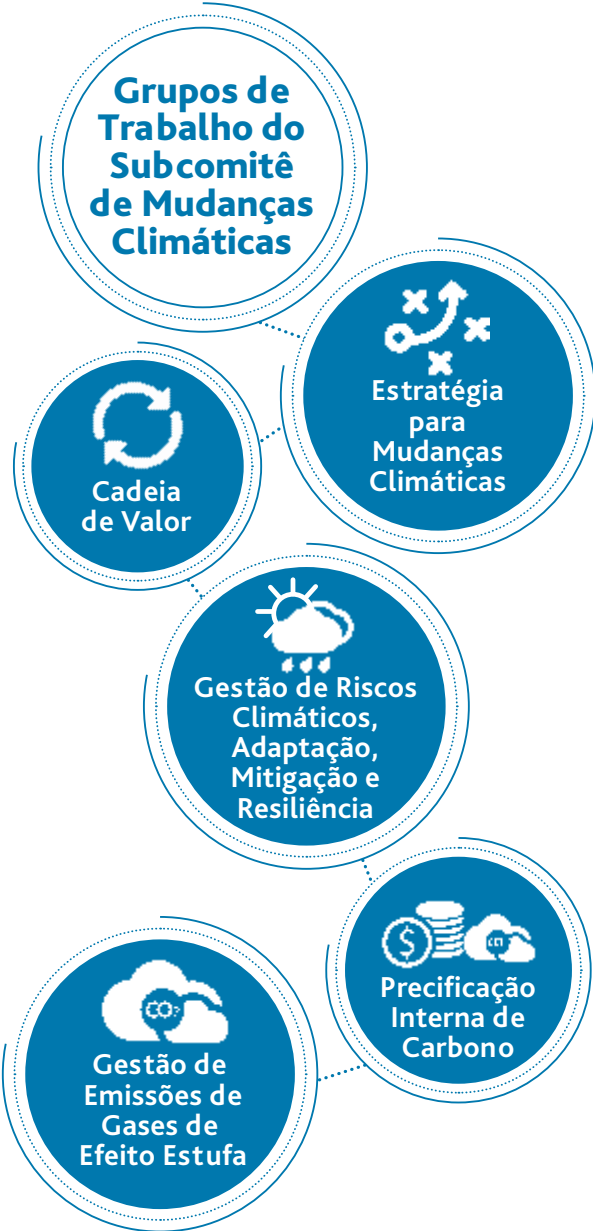 Grupos de
Trabalho do
Subcomitê
de Mudanças
Climáticas
Estratégia
para
Mudanças
Climáticas
Cadeia
de Valor
Gestão de Riscos
Climáticos,
Adaptação,
Mitigação e
Resiliência
$
Precificação
Interna de
Carbono
CO₂
Gestão de
Emissões de
Gases de
Efeito Estufa